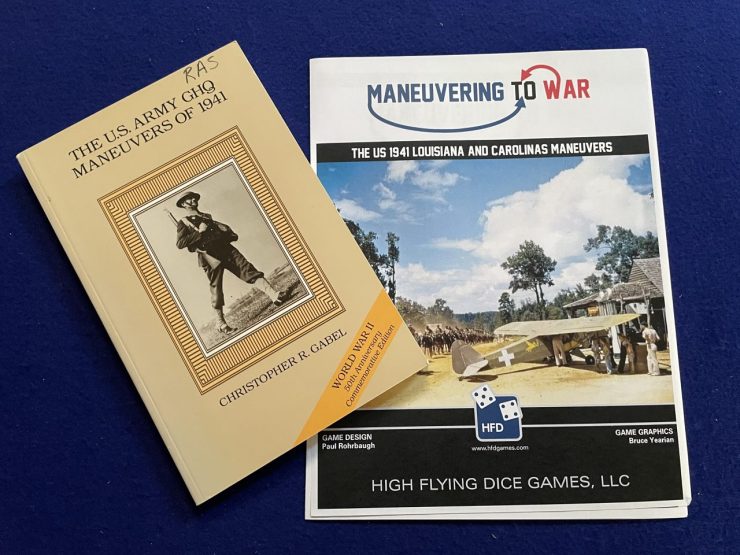 RAS
THE U.S. ARMY GHQ
MANEUVERS OF 1941
CHRISTOPHER R. GABEL
WORLD WAR II
50th Anniversary
Commemorative Edition
MANEUVERING TO WAR
THE US 1941 LOUISIANA AND CAROLINAS MANEUVERS
HFD
www.hfdgames.com
GAME DESIGN
Paul Rohrbaugh
GAME GRAPHICS
Bruce Yearian
HIGH FLYING DICE GAMES, LLC